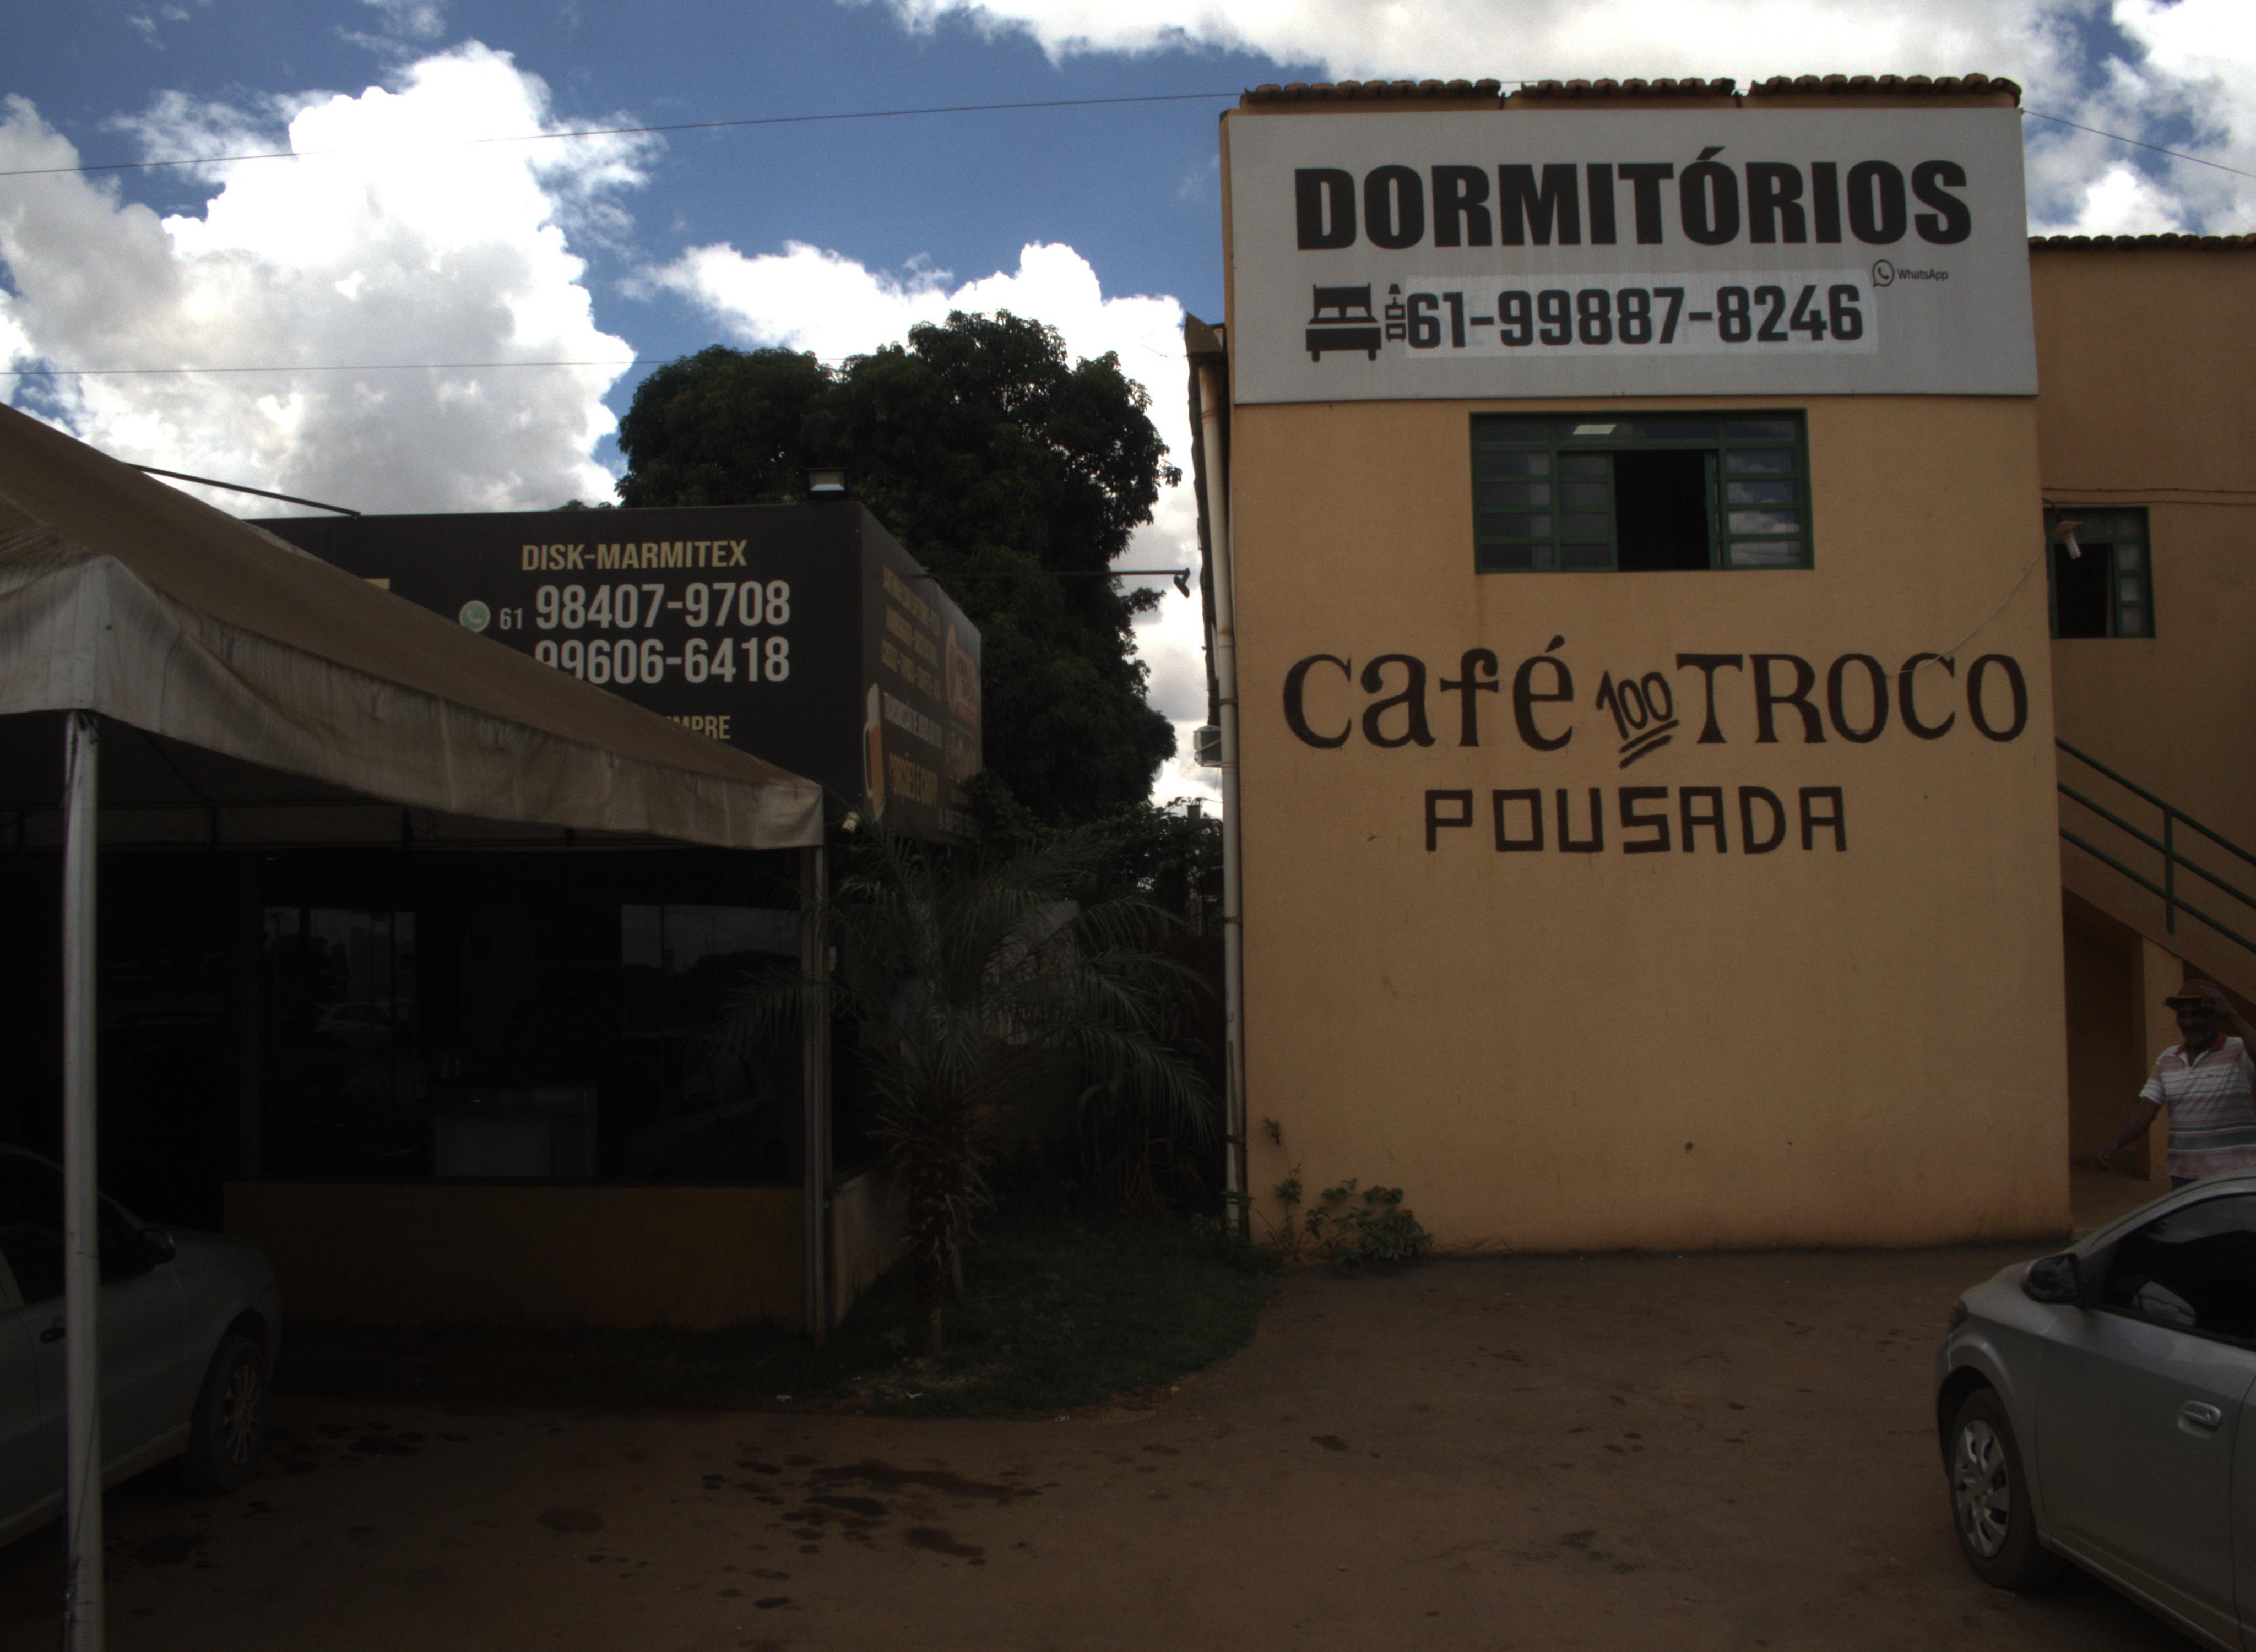 DORMITÓRIOS
WhatsApp
61-99887-8246
DISK-MARMITEX
61 98407-9708
99606-6418
Café 100 TROCO
POUSADA